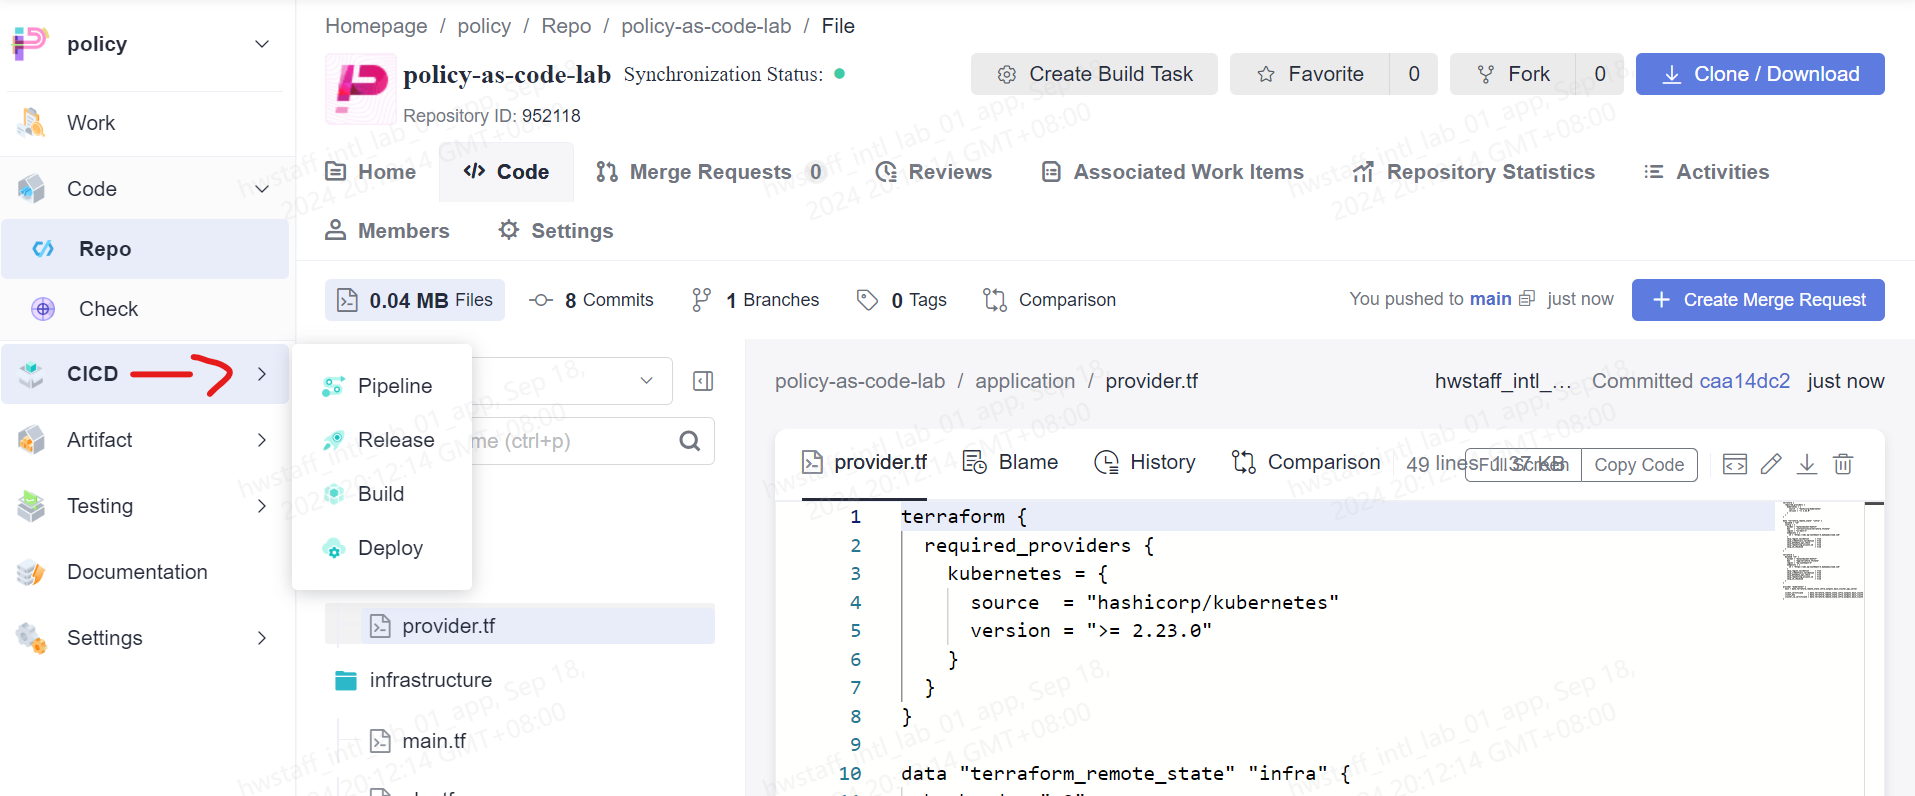 policy
Work
Code
Repo
Check
CICD
Artifact
Testing
Documentation
Settings
Pipeline
Release
Build
Deploy
Homepage / policy / Repo / policy-as-code-lab / File
policy-as-code-lab Synchronization Status:
Repository ID: 952118
Create Build Task
Favorite 0
Fork 0
Clone / Download
Home
Code
Merge Requests 0
Reviews
Associated Work Items
Repository Statistics
Activities
Members
Settings
0.04 MB Files
8 Commits
1 Branches
0 Tags
Comparison
You pushed to main just now
+ Create Merge Request
me (ctrl+p)
provider.tf
infrastructure
main.tf
policy-as-code-lab / application / provider.tf
hwstaff_intl_... Committed caa14dc2 just now
provider.tf
Blame
History
Comparison
49 lines 1.37 KB
Full Screen
Copy Code
1 terraform {
2 required_providers {
3 kubernetes = {
4 source = "hashicorp/kubernetes"
5 version = ">= 2.23.0"
6 }
7 }
8 }
9
10 data "terraform_remote_state" "infra" {
hwstaff_intl_lab_01_app, Sep 18,
2024 20:12:14 GMT+08:00